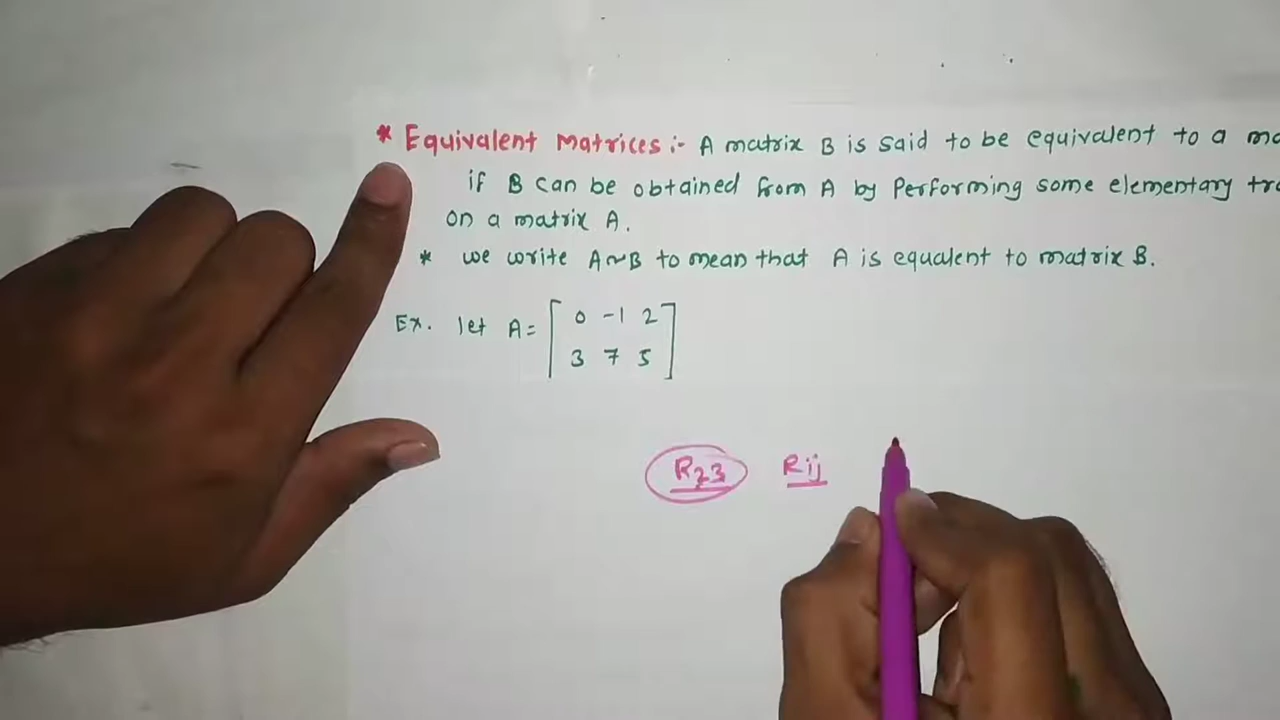 * Equivalent Matrices :- A matrix B is said to be equivalent to a
if B can be obtained from A by Performing some elementary
on a matrix A.
* we write A~B to mean that A is equalent to matrix B.
Ex. let A = [ 0 -1 2
3 7 5 ]
R23 Rij